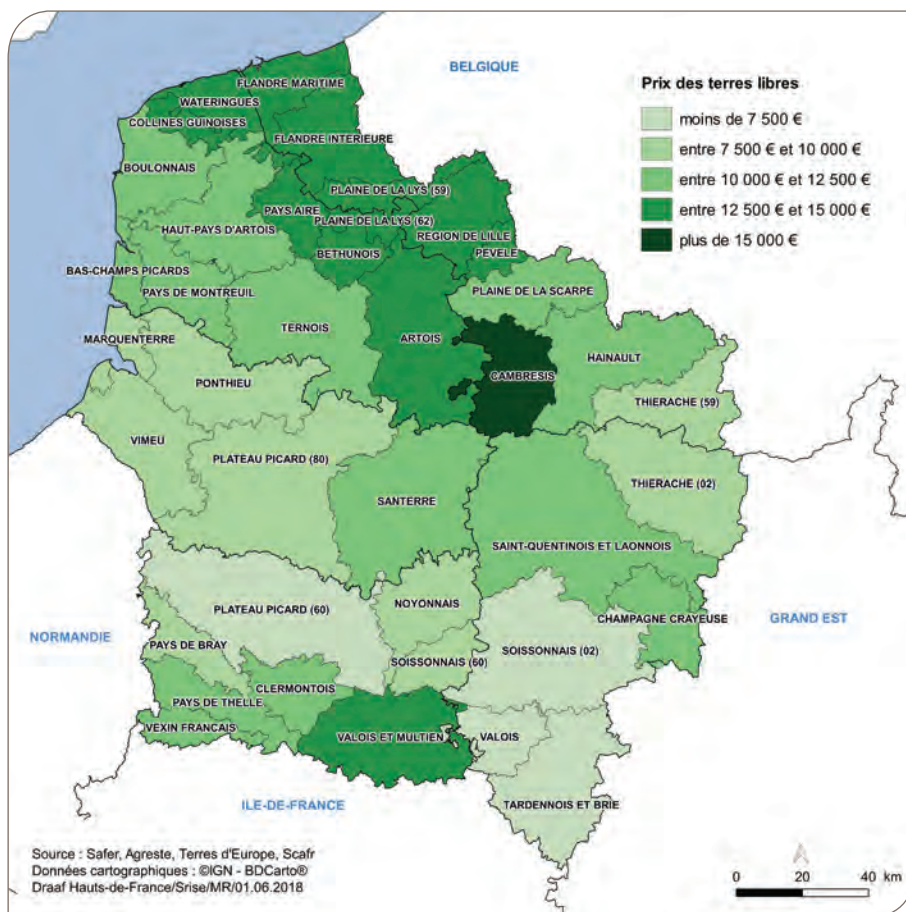 BELGIQUE
Prix des terres libres
moins de 7 500 €
entre 7 500 € et 10 000 €
entre 10 000 € et 12 500 €
entre 12 500 € et 15 000 €
plus de 15 000 €
FLANDRE MARITIME
WATERINGUES
COLLINES GUINOISES
FLANDRE INTERIEURE
BOULONNAIS
PLAINE DE LA LYS (59)
PAYS AIRE
PLAINE DE LA LYS (62)
HAUT-PAYS D'ARTOIS
REGION DE LILLE
BETHUNOIS
PEVELE
BAS-CHAMPS PICARDS
PAYS DE MONTREUIL
PLAINE DE LA SCARPE
TERNOIS
MARQUENTERRE
ARTOIS
HAINAULT
CAMBRESIS
PONTHIEU
THIERACHE (59)
VIMEU
PLATEAU PICARD (80)
THIERACHE (02)
SANTERRE
SAINT-QUENTINOIS ET LAONNOIS
PLATEAU PICARD (60)
NOYONNAIS
CHAMPAGNE CRAYEUSE
GRAND EST
NORMANDIE
PAYS DE BRAY
SOISSONNAIS (02)
SOISSONNAIS (60)
CLERMONTOIS
PAYS DE THELLE
VEXIN FRANCAIS
VALOIS ET MULTIEN
VALOIS
ILE-DE-FRANCE
TARDENNOIS ET BRIE
Source : Safer, Agreste, Terres d'Europe, Scafr
Données cartographiques : ©IGN - BDCarto®
Draaf Hauts-de-France/Srise/MR/01.06.2018
0 20 40 km